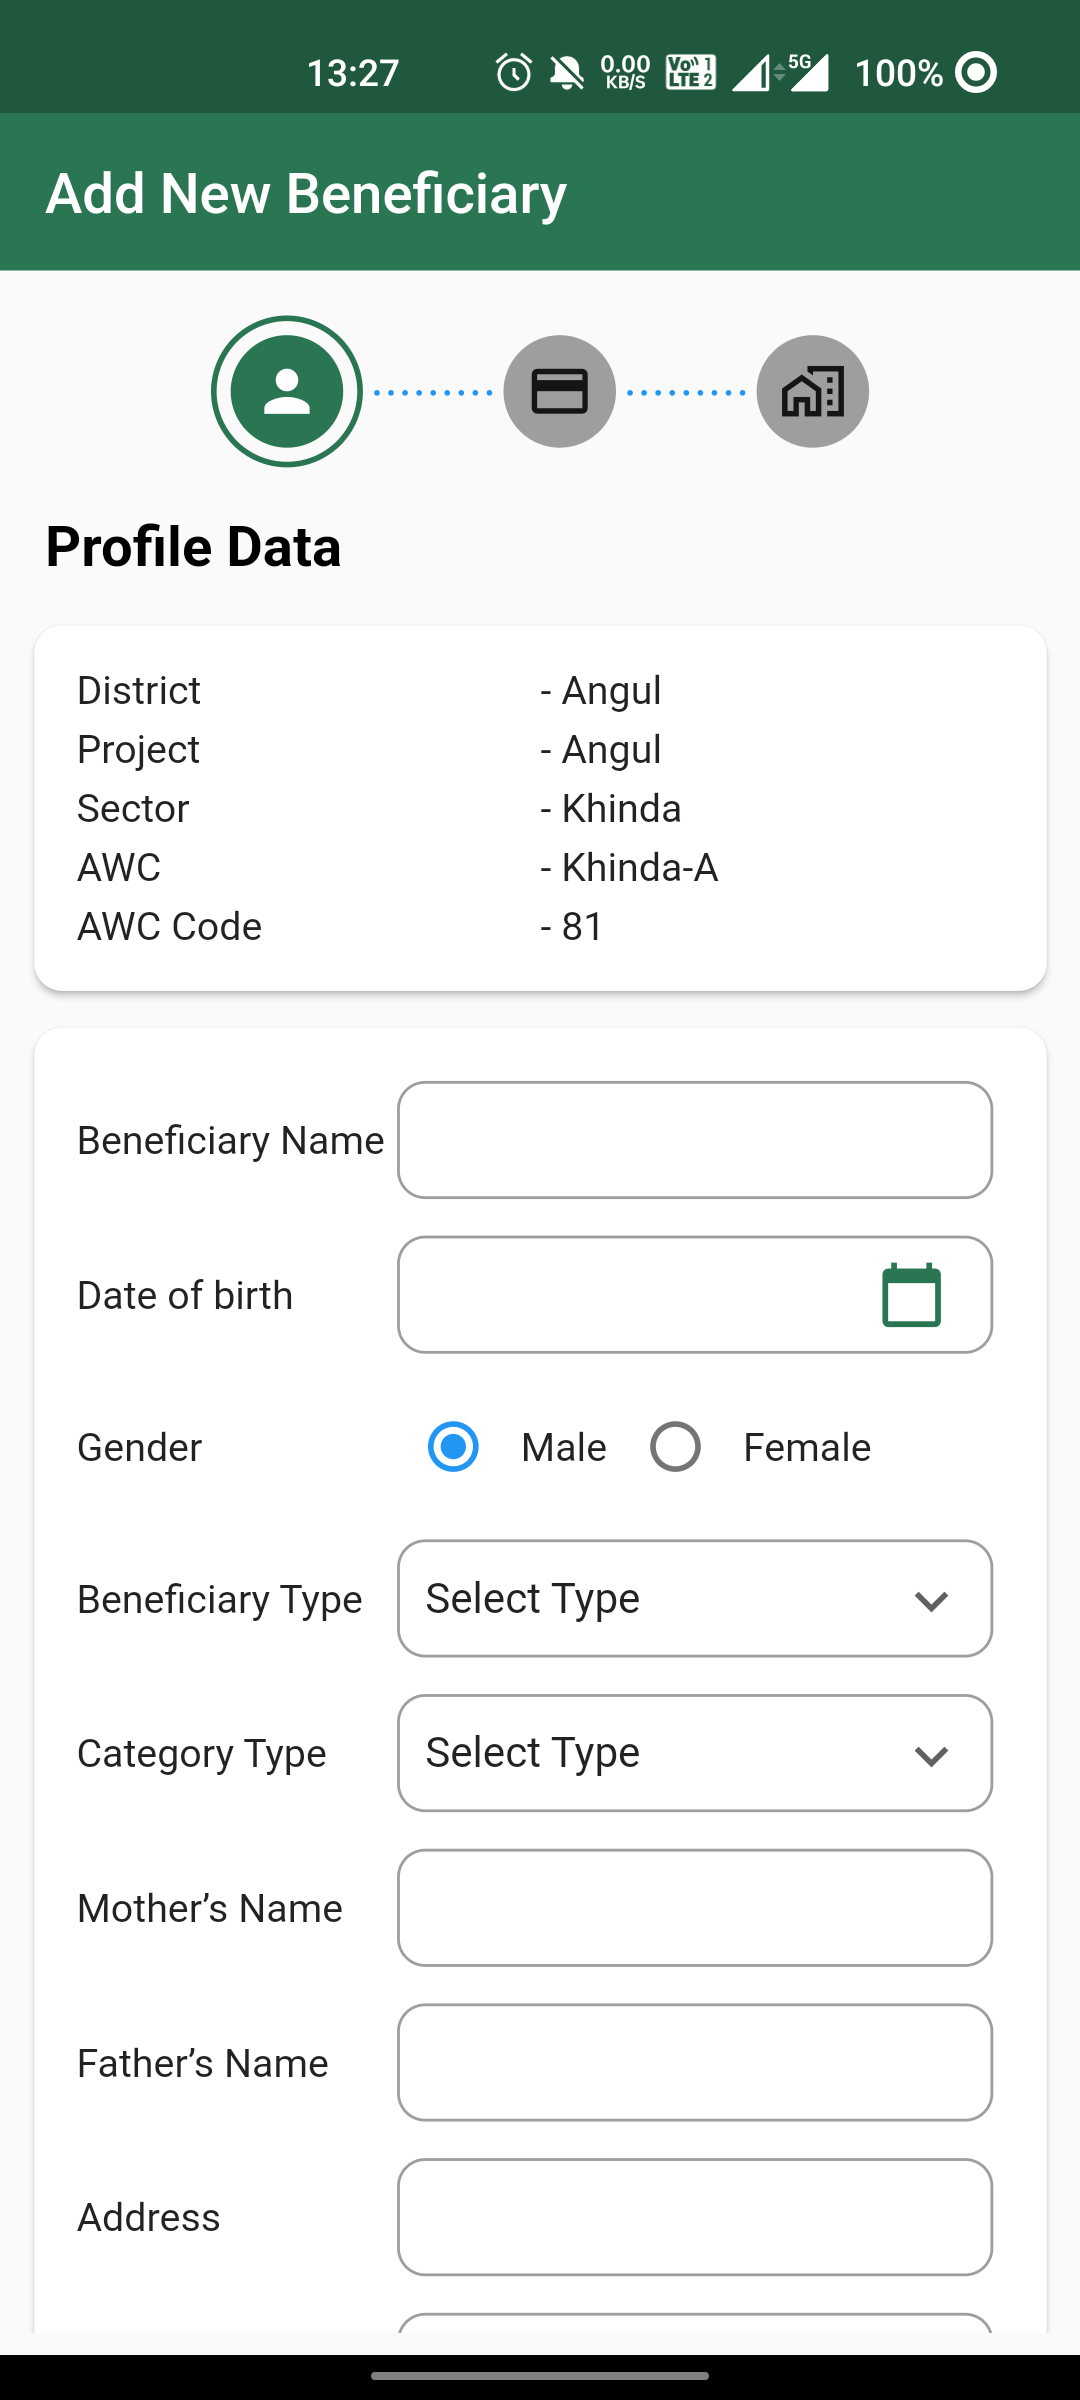 13:27 0.00 KB/S Vo LTE 1 2 5G 100%
Add New Beneficiary
Profile Data
District - Angul
Project - Angul
Sector - Khinda
AWC - Khinda-A
AWC Code - 81
Beneficiary Name
Date of birth
Gender Male Female
Beneficiary Type Select Type
Category Type Select Type
Mother’s Name
Father’s Name
Address